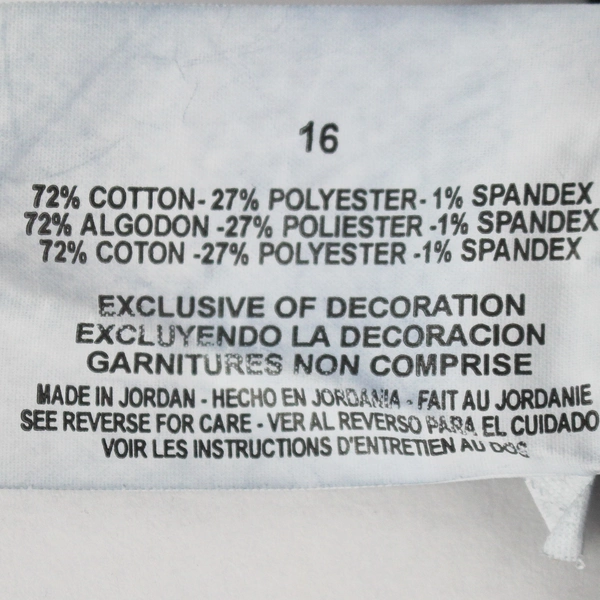 16
72% COTTON- 27% POLYESTER- 1% SPANDEX
72% ALGODON -27% POLIESTER -1% SPANDEX
72% COTON -27% POLYESTER -1% SPANDEX
EXCLUSIVE OF DECORATION
EXCLUYENDO LA DECORACION
GARNITURES NON COMPRISE
MADE IN JORDAN - HECHO EN JORDANIA - FAIT AU JORDANIE
SEE REVERSE FOR CARE - VER AL REVERSO PARA EL CUIDADO
VOIR LES INSTRUCTIONS D'ENTRETIEN AU DOS